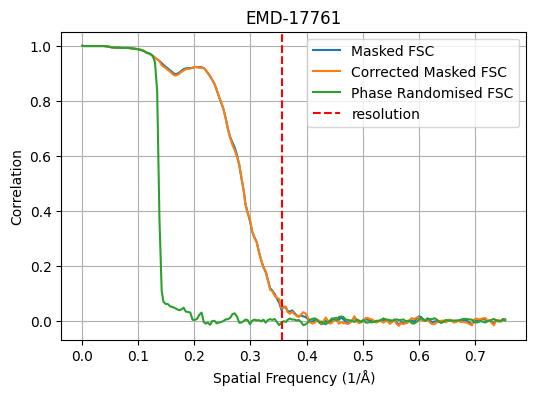 EMD-17761
Masked FSC
Corrected Masked FSC
Phase Randomised FSC
resolution
Correlation
1.0
0.8
0.6
0.4
0.2
0.0
0.0 0.1 0.2 0.3 0.4 0.5 0.6 0.7
Spatial Frequency (1/Å)